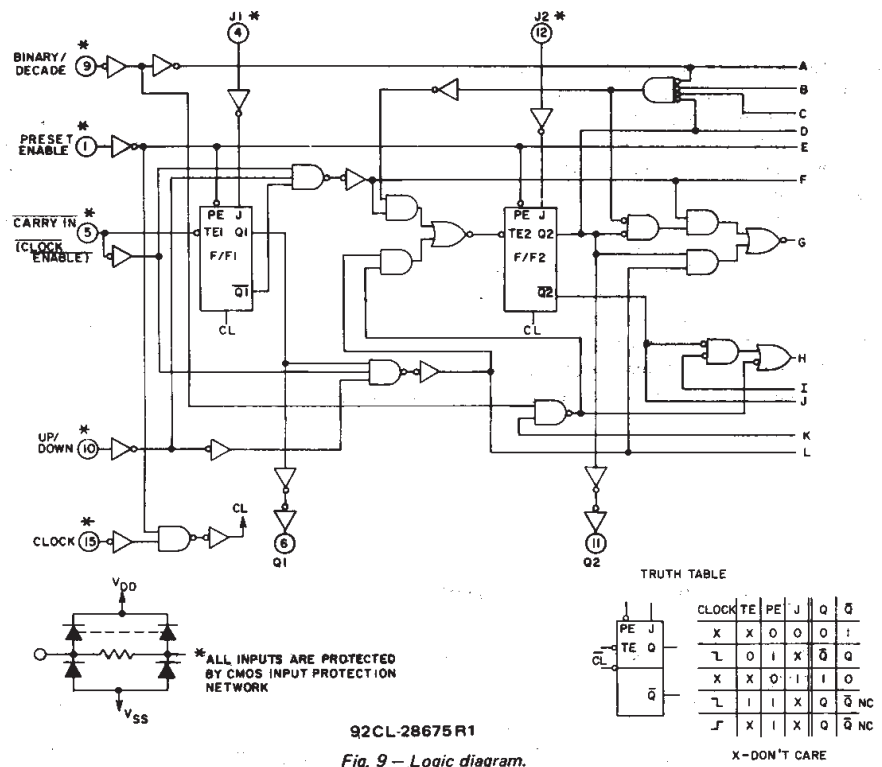 J1 *
4
J2 *
12
BINARY/
DECADE
*
9
A
B
C
D
PRESET
ENABLE
*
1
E
F
PE J
TE1 Q1
F/F1
Q1
CL
PE J
TE2 Q2
F/F2
Q2
CL
CARRY IN
*
5
(CLOCK
ENABLE)
G
H
I
J
K
L
UP/
DOWN
*
10
CLOCK
*
15
CL
6
Q1
11
Q2
VDD
* ALL INPUTS ARE PROTECTED
BY CMOS INPUT PROTECTION
NETWORK
VSS
TRUTH TABLE
PE J
TE Q
CL
Q̅
CLOCK TE PE J Q Q̅
X X 0 0 0 1
0 1 X Q̅ Q
X X 0 1 1 0
1 1 X Q Q̅ NC
X 1 X Q Q̅ NC
X-DON'T CARE
92CL-28675R1
Fig. 9 — Logic diagram.